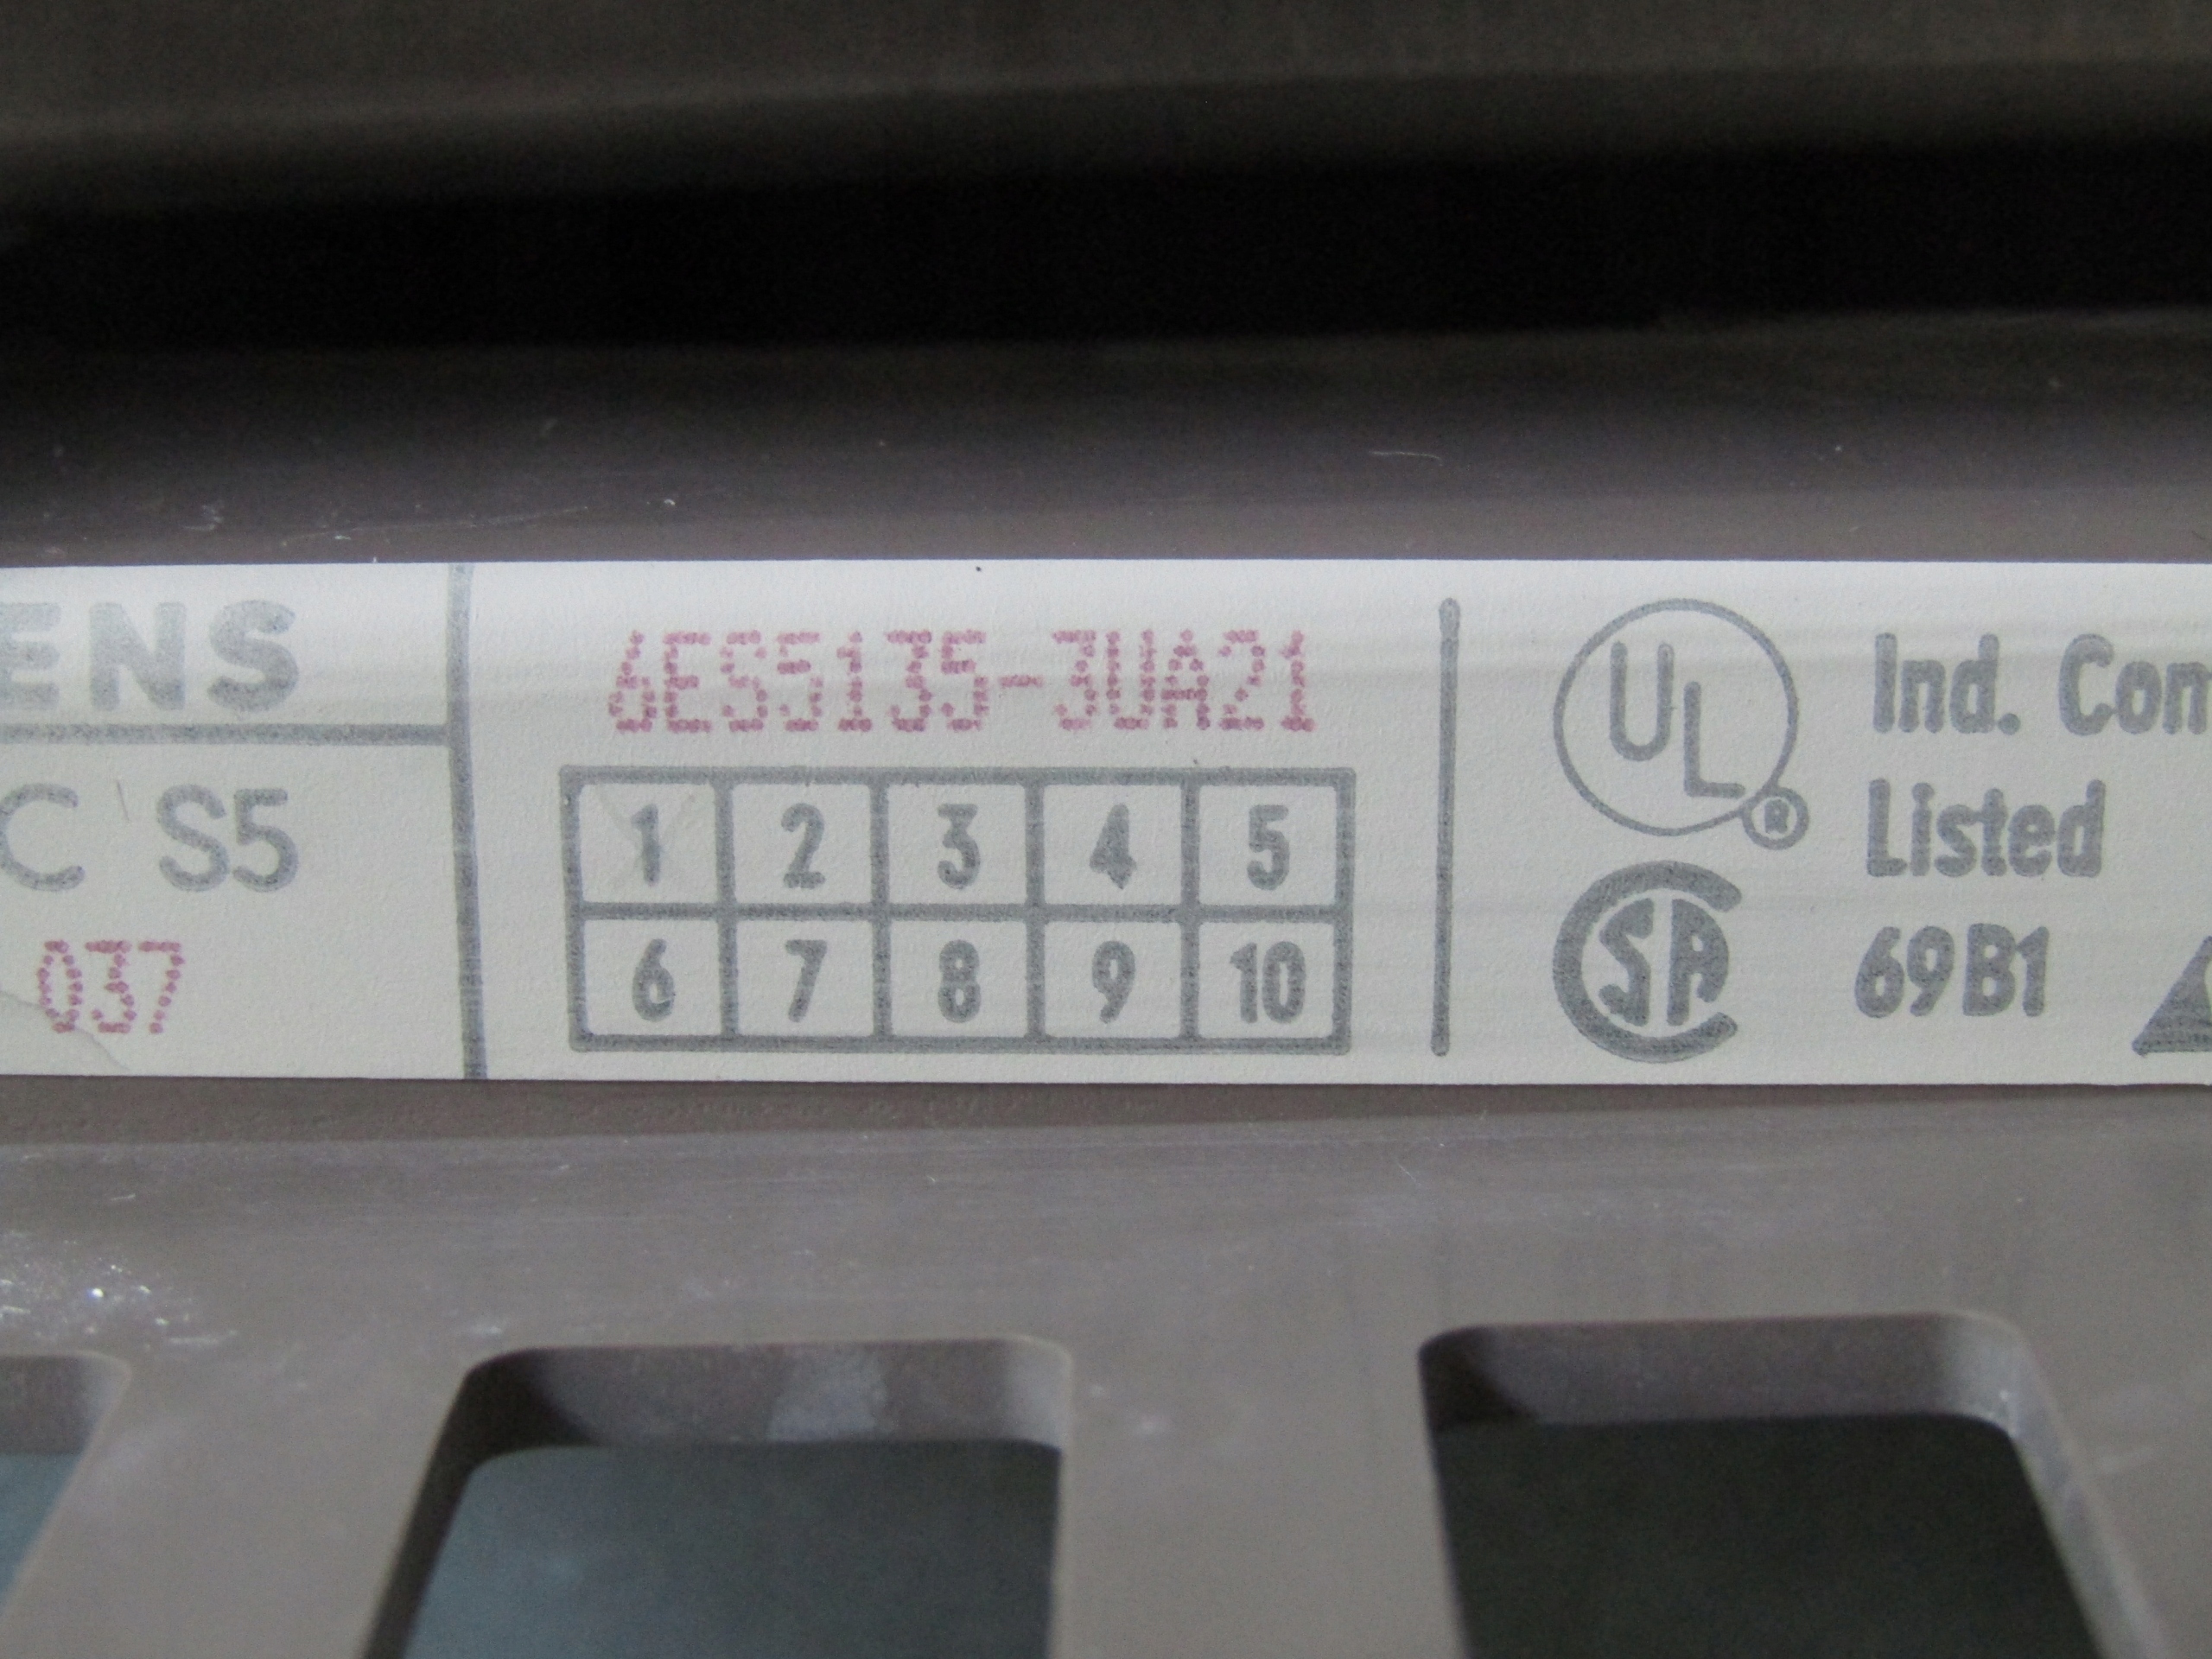 ENS
C S5
037
6ES5135-3UA21
1 2 3 4 5
6 7 8 9 10
UL ®
SA
Ind. Con
Listed
69B1